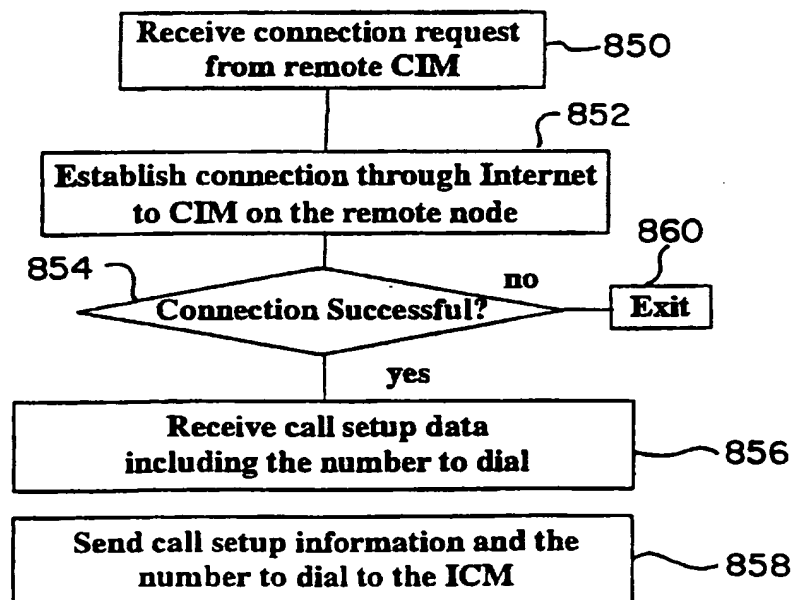 Receive connection request
from remote CIM
850
852
Establish connection through Internet
to CIM on the remote node
854
Connection Successful?
no
860
Exit
yes
Receive call setup data
including the number to dial
856
Send call setup information and the
number to dial to the ICM
858